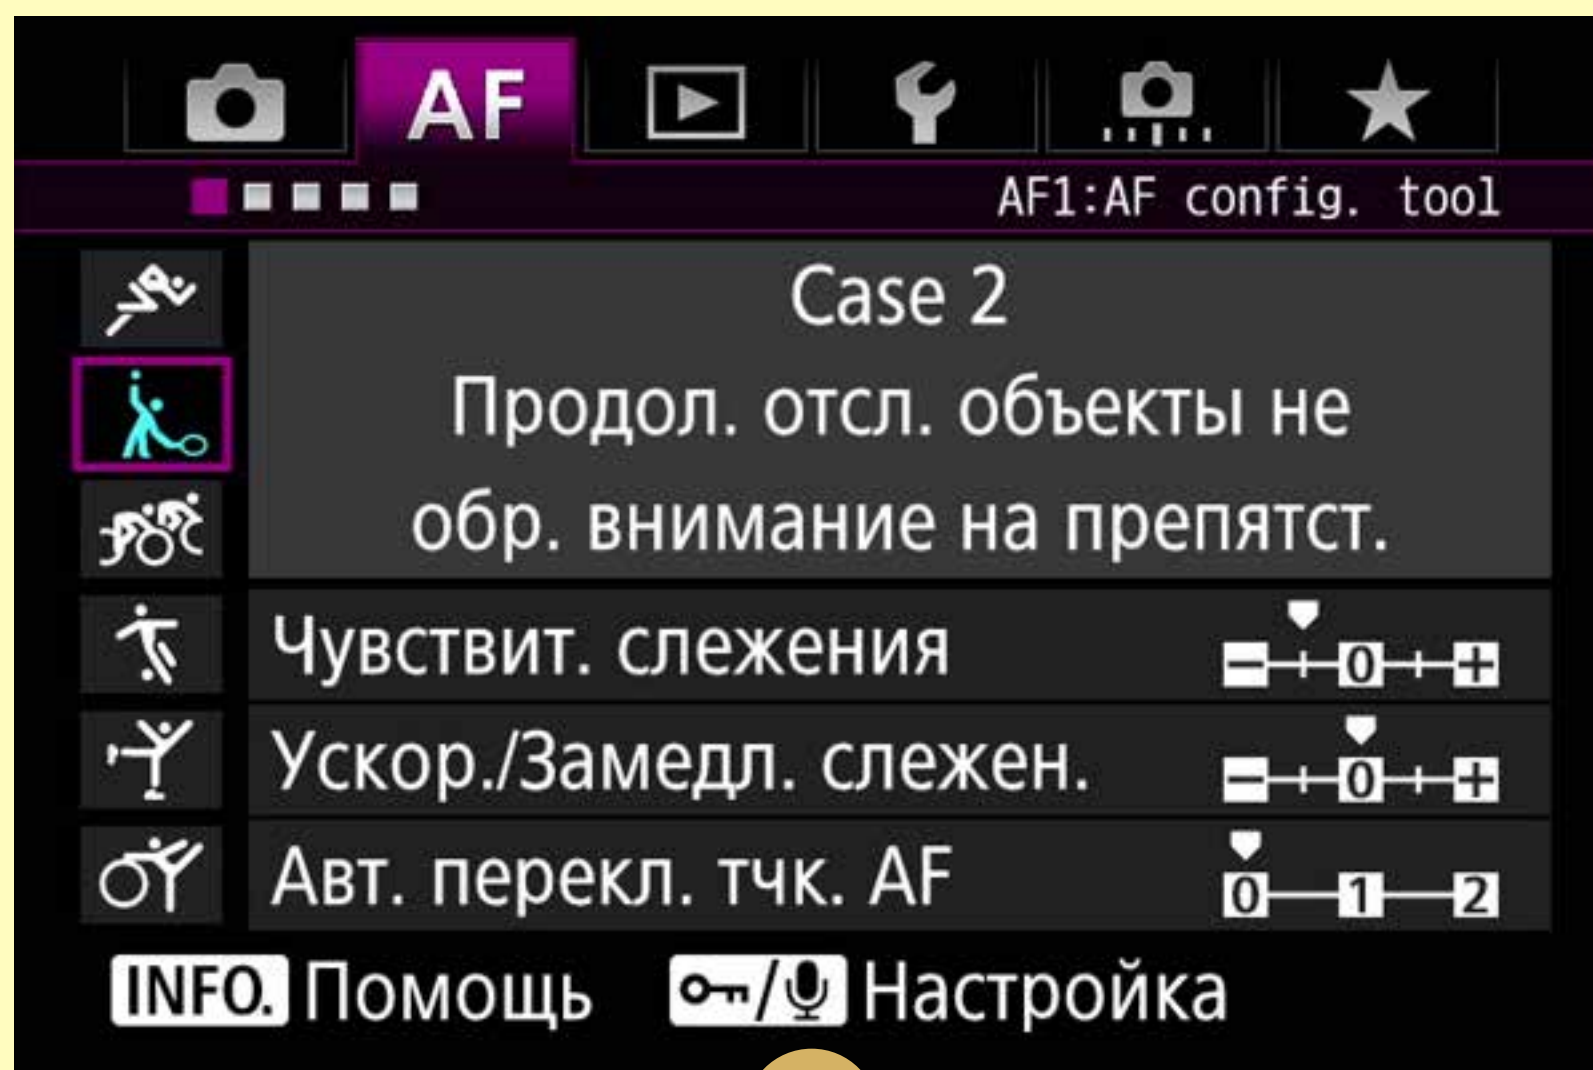 AF
AF1:AF config. tool
Case 2
Продол. отсл. объекты не
обр. внимание на препятст.
Чувствит. слежения
- 0 +
Ускор./Замедл. слежен.
- 0 +
Авт. перекл. тчк. AF
0 1 2
INFO. Помощь / Настройка